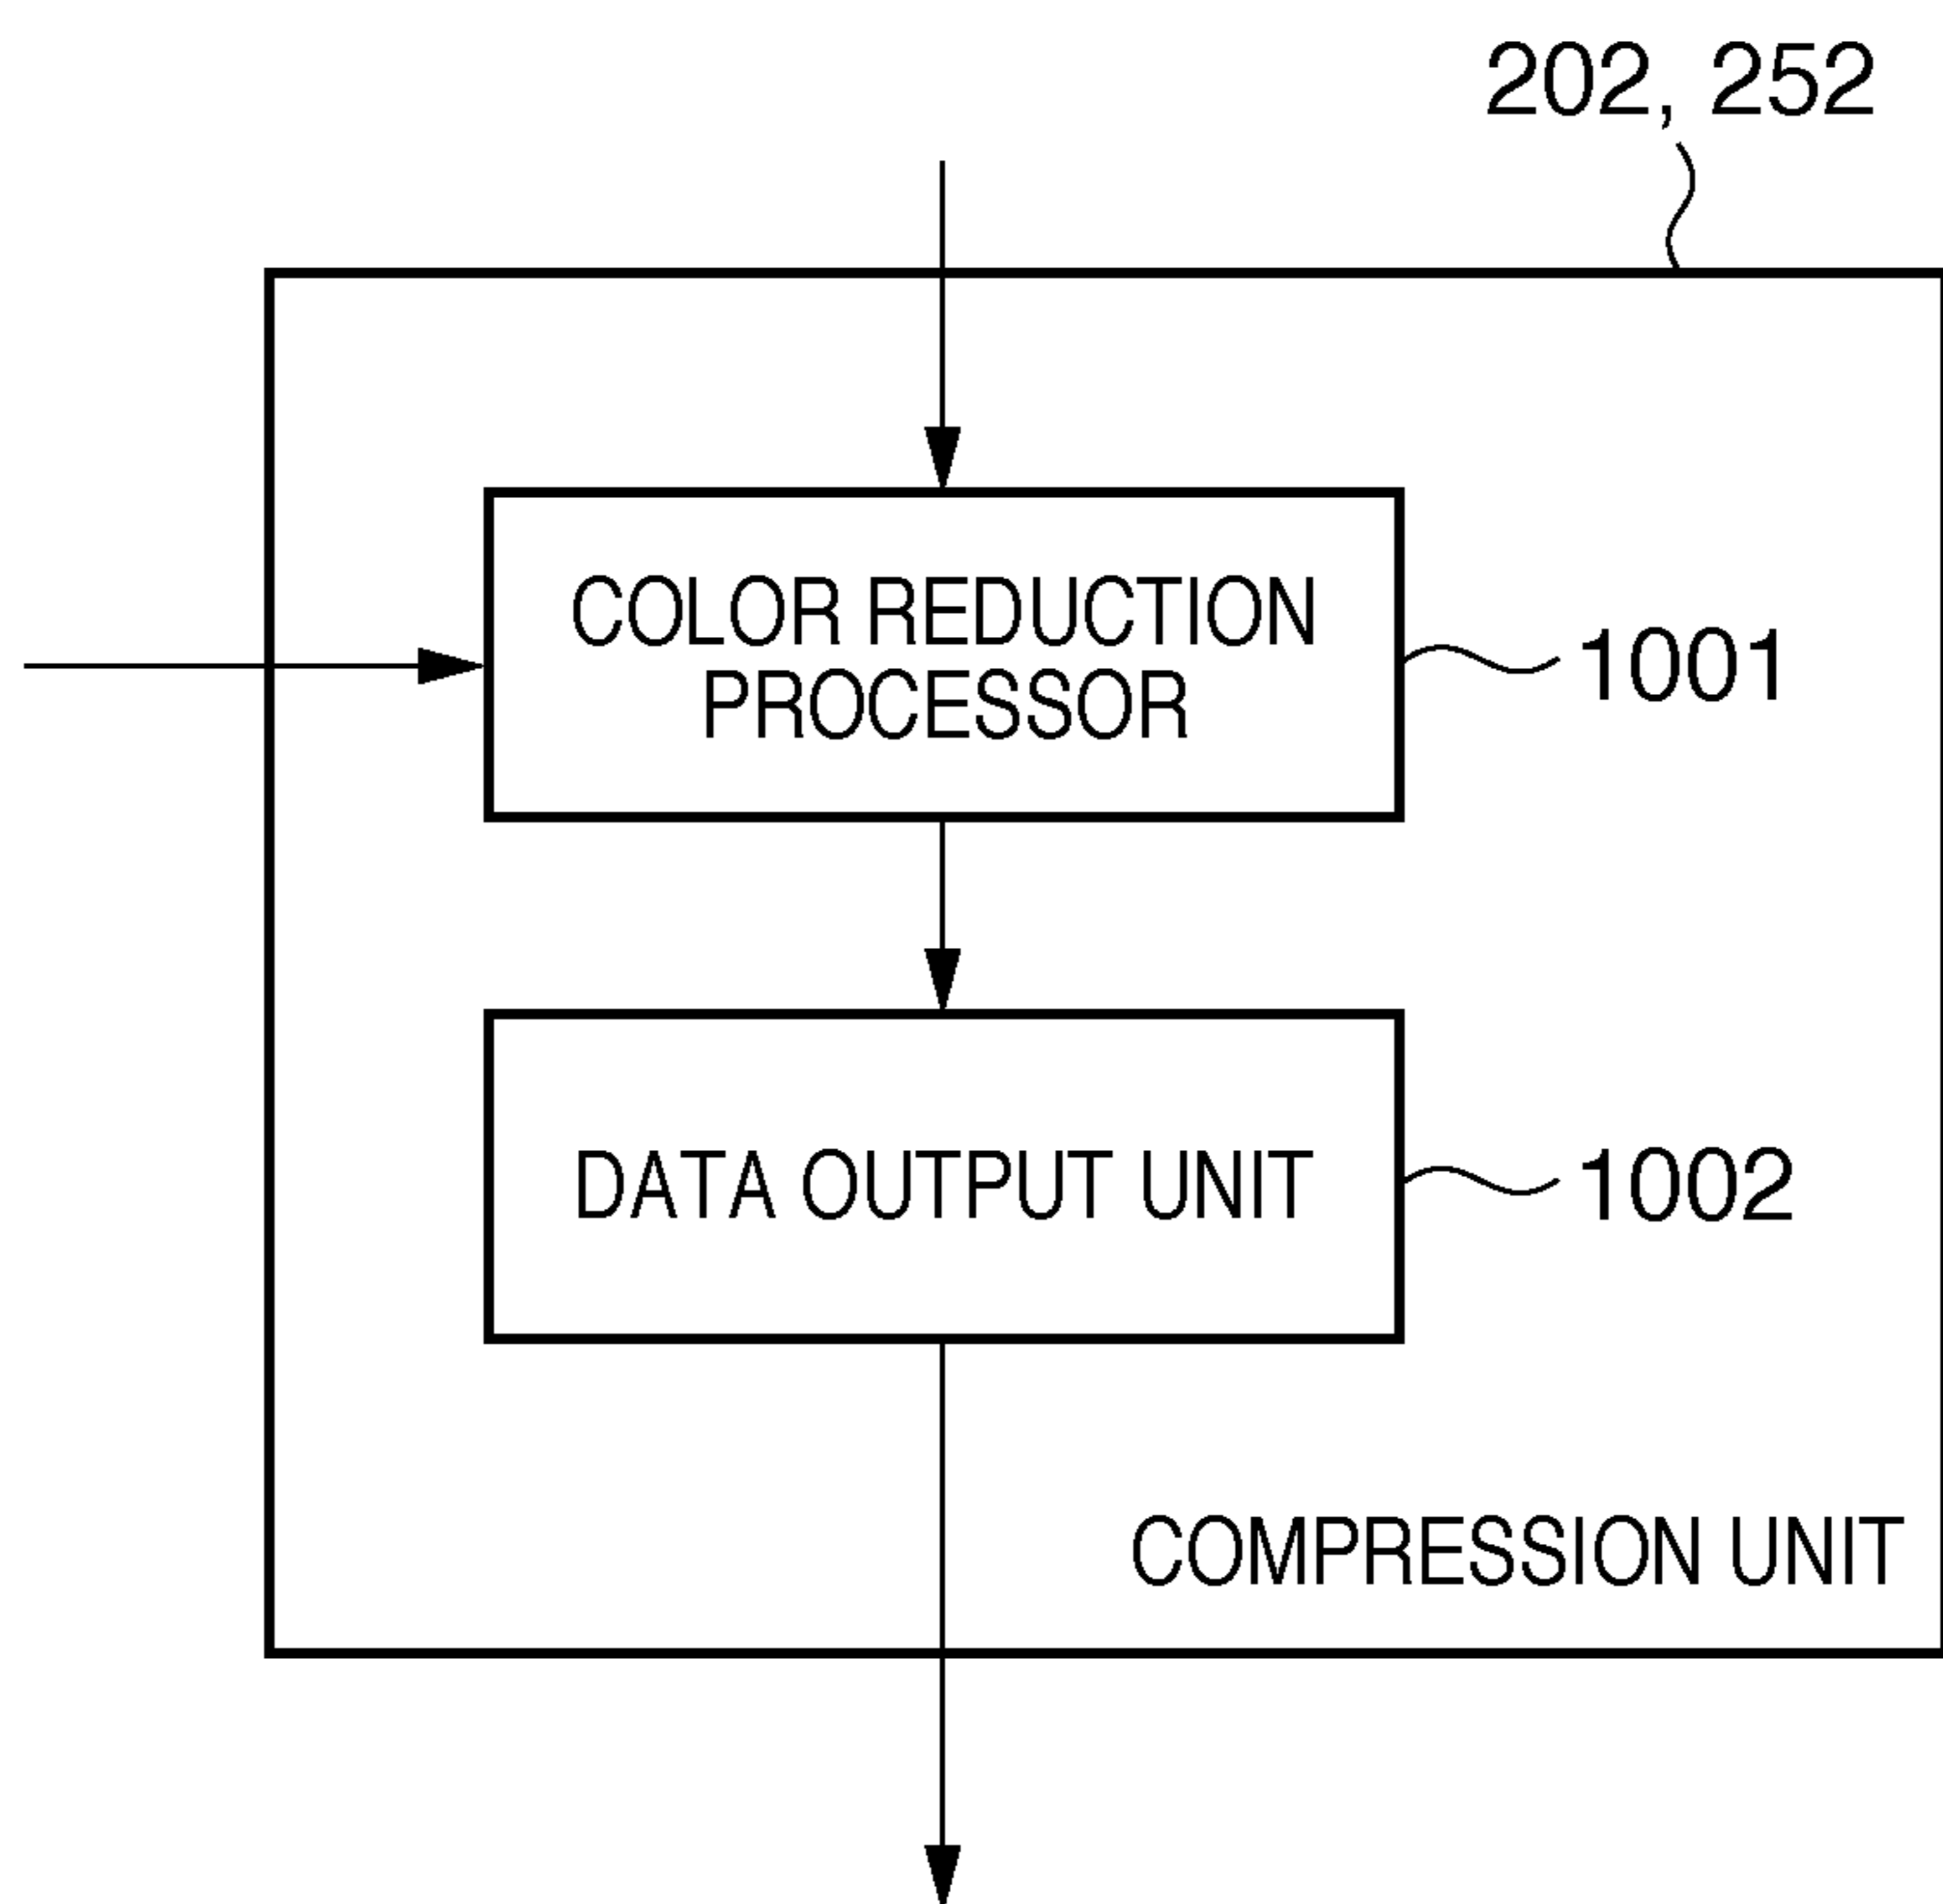 202, 252
COLOR REDUCTION
PROCESSOR
1001
DATA OUTPUT UNIT
1002
COMPRESSION UNIT